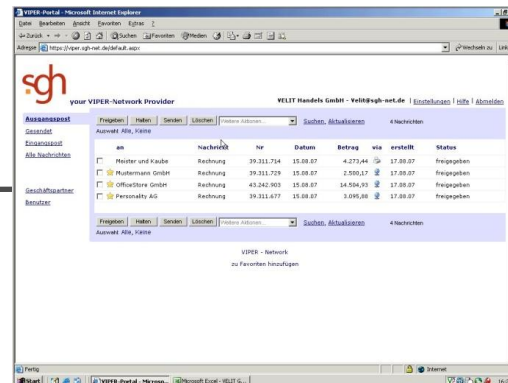 VIPER-Portal - Microsoft Internet Explorer
Datei Bearbeiten Ansicht Favoriten Extras ?
Zurück Suchen Favoriten Medien
Adresse https://viper.sgh-net.de/default.aspx Wechseln zu Link
sgh
your VIPER-Network Provider VELIT Handels GmbH - Velit@sgh-net.de | Einstellungen | Hilfe | Abmelden
Ausgangspost
Gesendet
Eingangspost
Alle Nachrichten
Geschäftspartner
Benutzer
Freigeben Halten Senden Löschen Weitere Aktionen... Suchen, Aktualisieren 4 Nachrichten
Auswahl Alle, Keine
an Nachricht Nr Datum Betrag via erstellt Status
Meister und Kaube Rechnung 39.311.714 15.08.07 4.273,44 17.08.07 freigegeben
Mustermann GmbH Rechnung 39.311.729 15.08.07 2.580,17 17.08.07 freigegeben
OfficeStore GmbH Rechnung 43.242.903 15.08.07 14.504,93 17.08.07 freigegeben
Personality AG Rechnung 39.311.677 15.08.07 3.095,88 17.08.07 freigegeben
Freigeben Halten Senden Löschen Weitere Aktionen... Suchen, Aktualisieren 4 Nachrichten
Auswahl Alle, Keine
VIPER - Network
zu Favoriten hinzufügen
Fertig Internet
Start VIPER-Portal - Microso... Microsoft Excel - VELIT G...